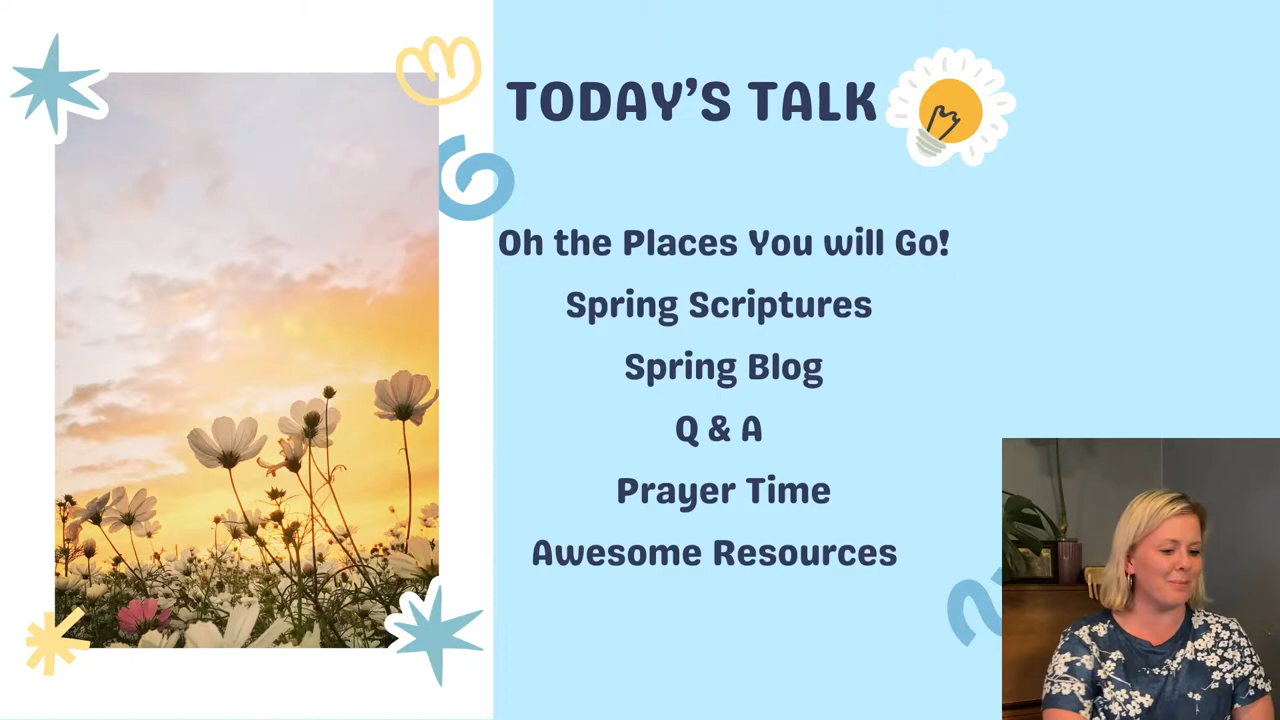 TODAY'S TALK
Oh the Places You will Go!
Spring Scriptures
Spring Blog
Q & A
Prayer Time
Awesome Resources